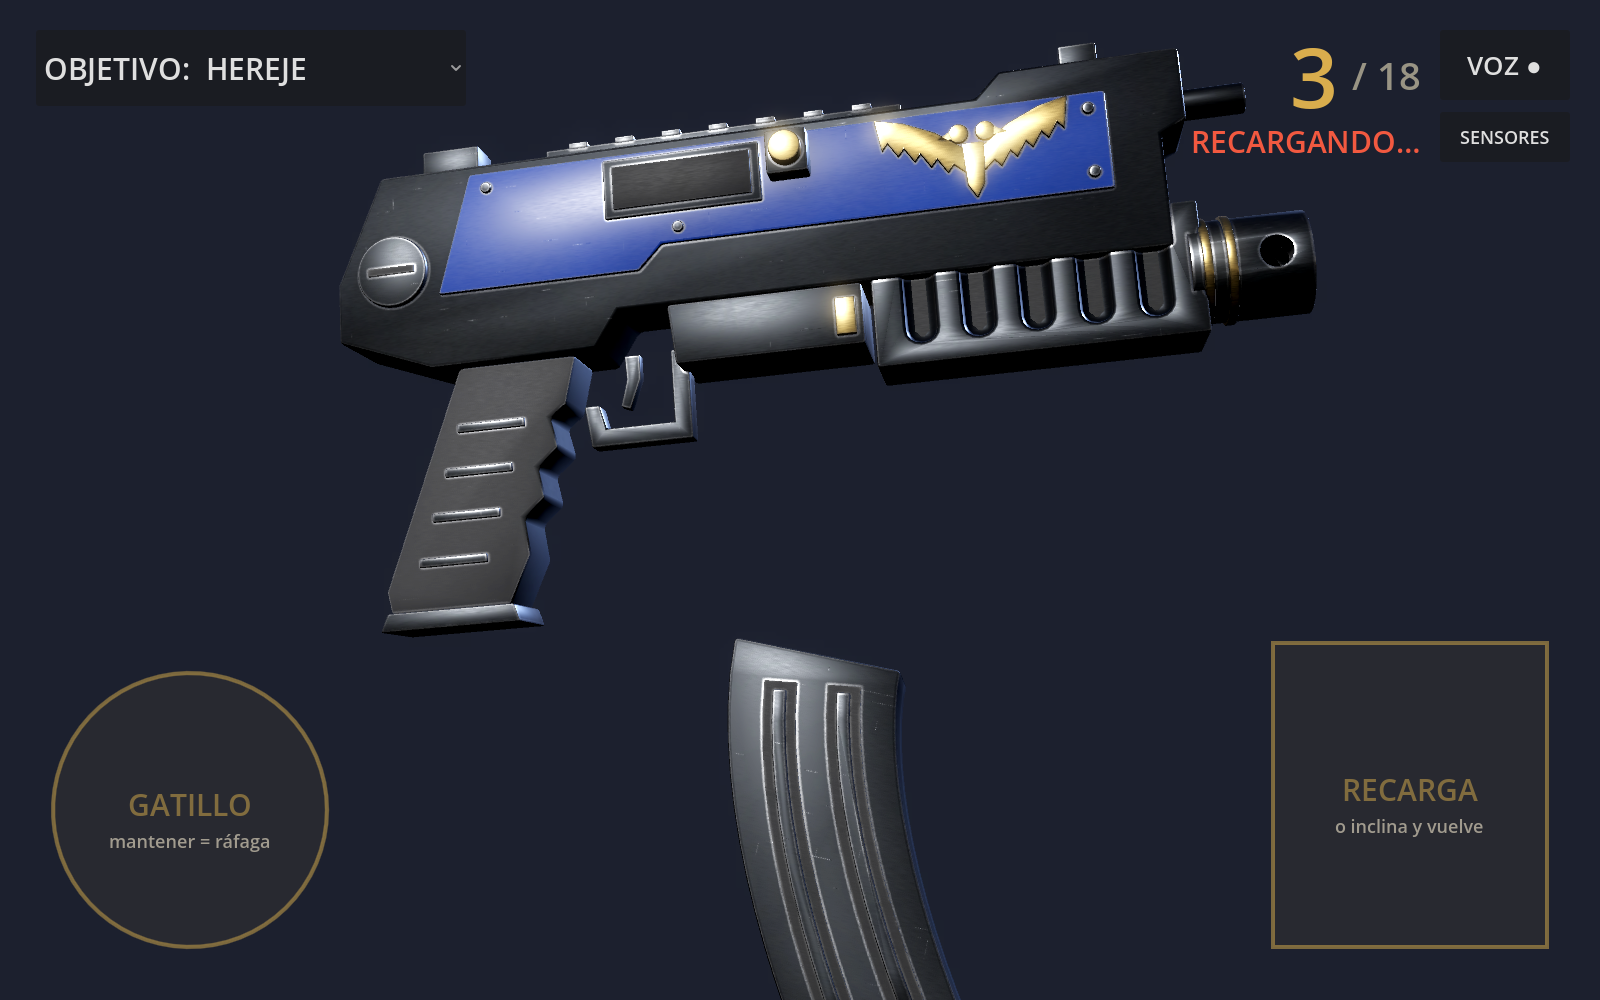 OBJETIVO: HEREJE
3 / 18
VOZ ●
RECARGANDO...
SENSORES
GATILLO
mantener = ráfaga
RECARGA
o inclina y vuelve